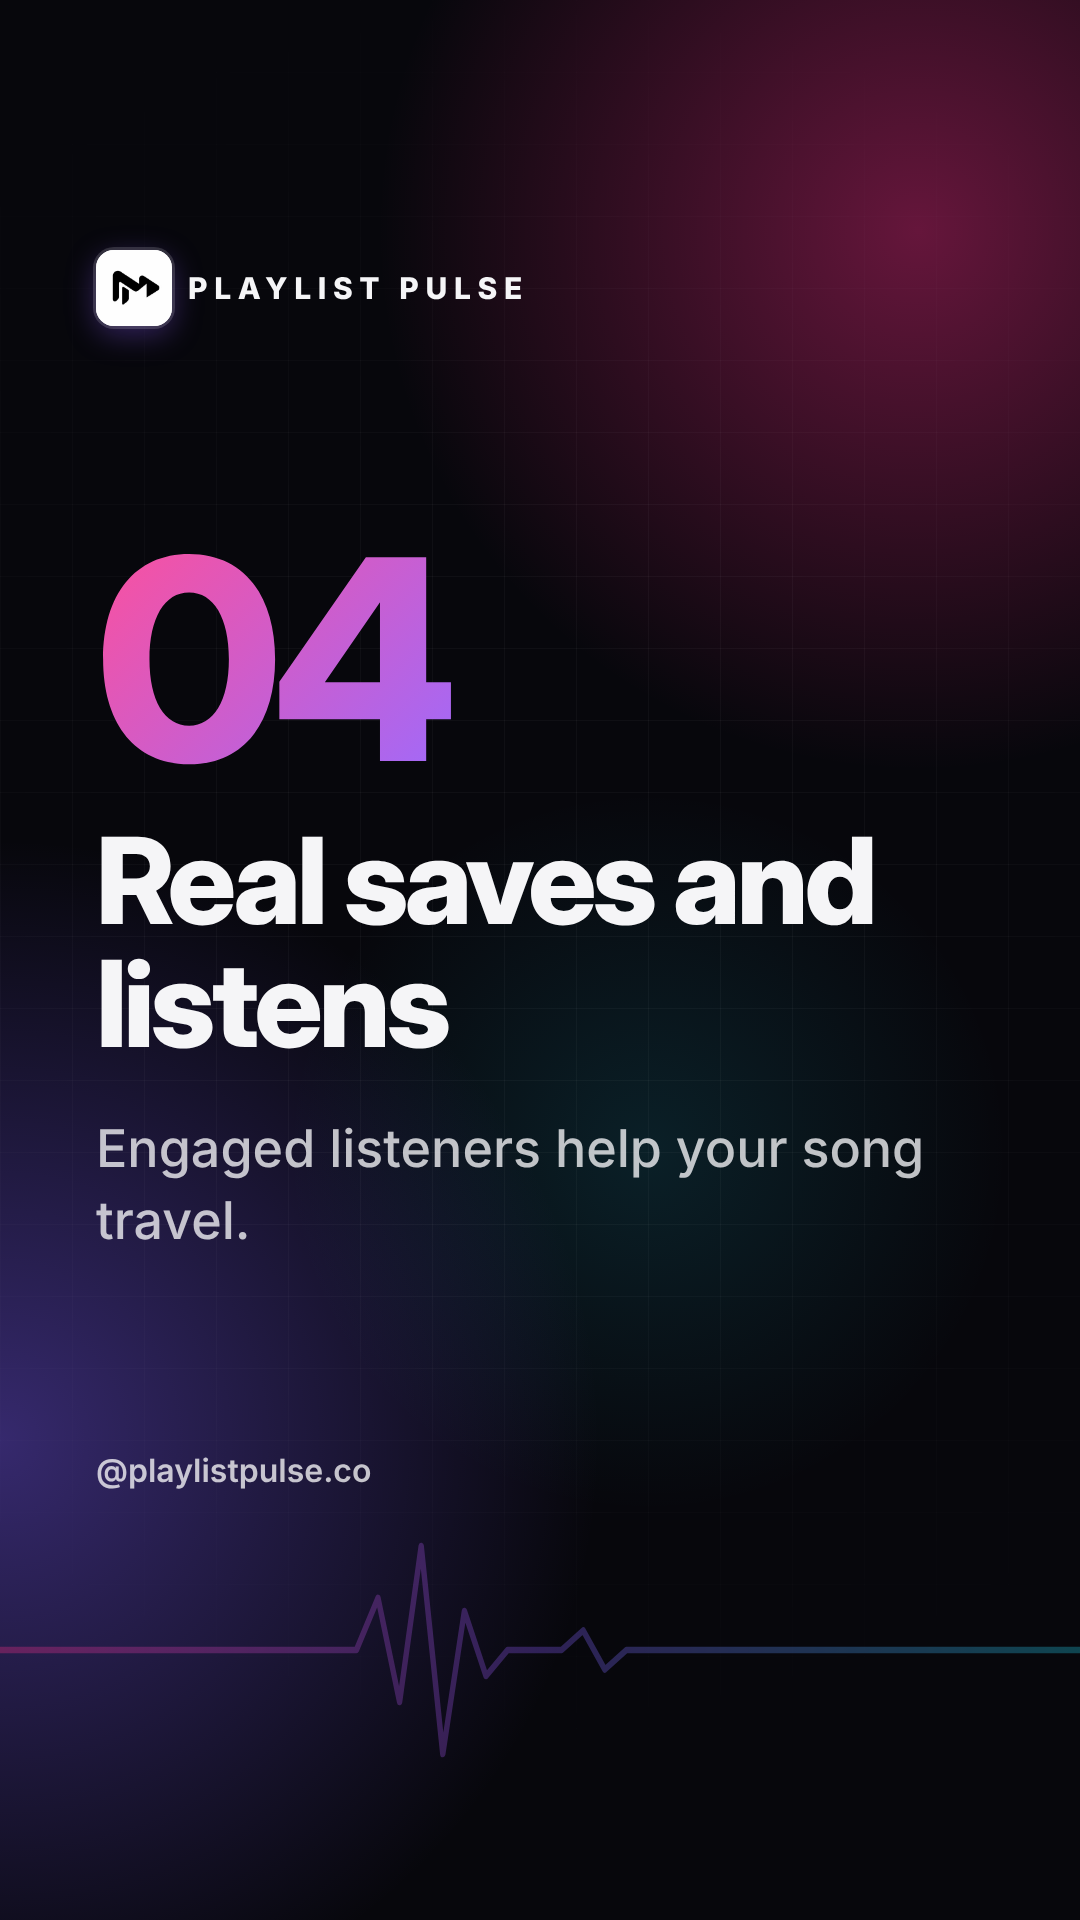 PLAYLIST PULSE
04
Real saves and
listens
Engaged listeners help your song
travel.
@playlistpulse.co